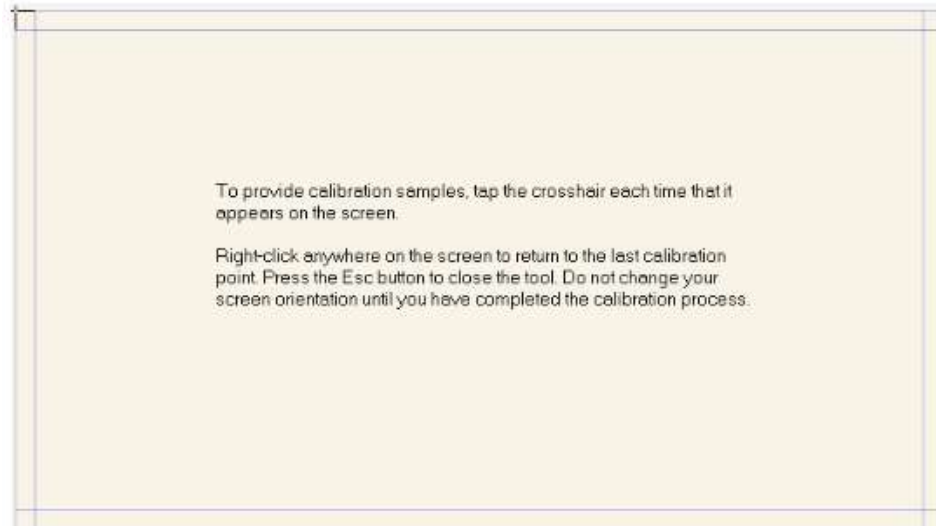 To provide calibration samples, tap the crosshair each time that it
appears on the screen.
Right-click anywhere on the screen to return to the last calibration
point. Press the Esc button to close the tool. Do not change your
screen orientation until you have completed the calibration process.